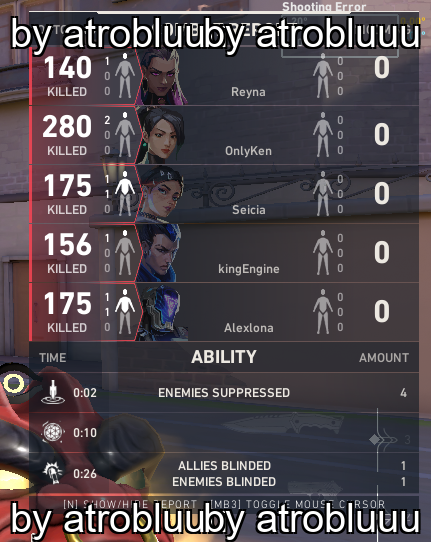 Shooting Error
by atrobluuby atrobluuu
140 1 0 0 0 0 0 0
KILLED Reyna
280 2 0 0 0 0 0 0
KILLED OnlyKen
175 1 1 0 0 0 0 0
KILLED Seicia
156 1 0 0 0 0 0 0
KILLED kingEngine
175 1 1 0 0 0 0 0
KILLED Alexlona
TIME ABILITY AMOUNT
0:02 ENEMIES SUPPRESSED 4
0:10 3
0:26 ALLIES BLINDED 1
ENEMIES BLINDED 1
[N] SHOW/HIDE REPORT [MB3] TOGGLE MOUSE CURSOR
by atrobluuby atrobluuu